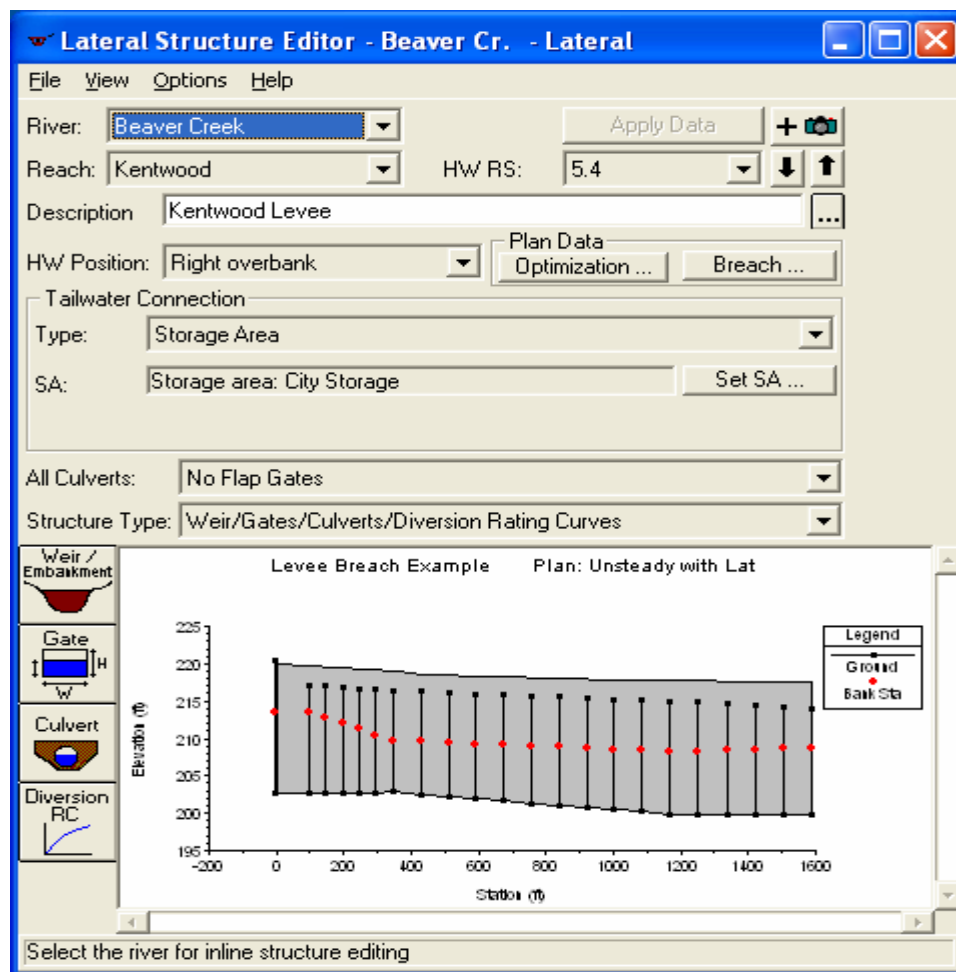 Lateral Structure Editor - Beaver Cr. - Lateral
File View Options Help
River: Beaver Creek Apply Data +
Reach: Kentwood HW RS: 5.4
Description Kentwood Levee ...
HW Position: Right overbank Plan Data Optimization ... Breach ...
Tailwater Connection
Type: Storage Area
SA: Storage area: City Storage Set SA ...
All Culverts: No Flap Gates
Structure Type: Weir/Gates/Culverts/Diversion Rating Curves
Weir /
Embankment
Gate
H
W
Culvert
Diversion
RC
Levee Breach Example Plan: Unsteady with Lat
Elevation (ft)
225
220
215
210
205
200
195
-200 0 200 400 600 800 1000 1200 1400 1600
Station (ft)
Legend
Ground
Bank Sta
Select the river for inline structure editing